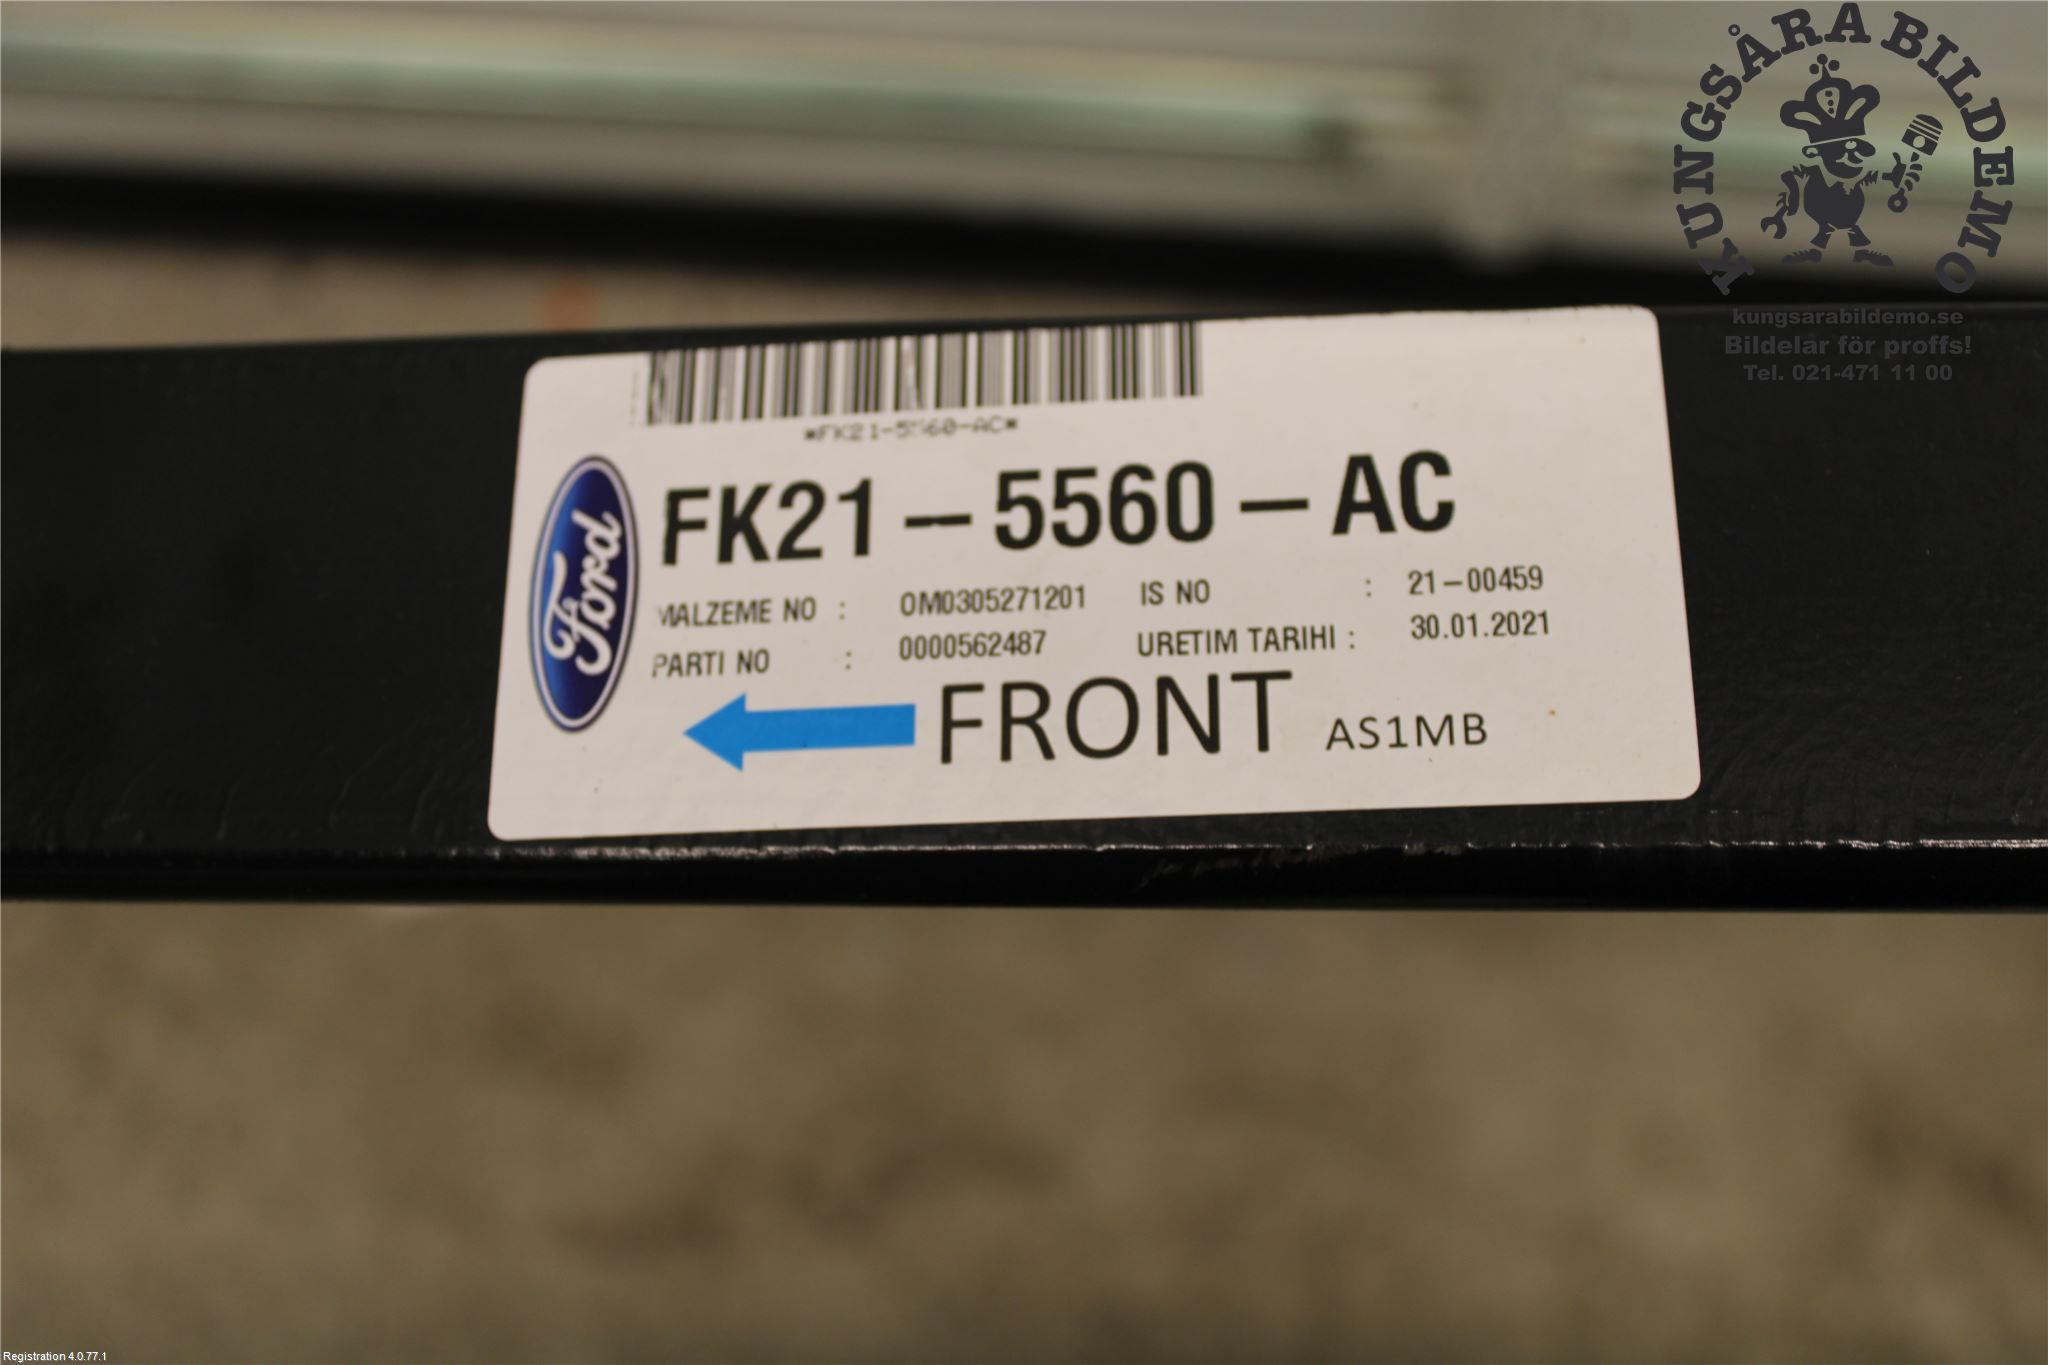 KUNGSÅRA BILDEMO
kungsarabildemo.se
Bildelar för proffs!
Tel. 021-471 11 00
*FK21-5560-AC*
Ford
FK21-5560-AC
MALZEME NO : OM0305271201 IS NO : 21-00459
PARTI NO : 0000562487 URETIM TARIHI : 30.01.2021
FRONT AS1MB
Registration 4.0.77.1